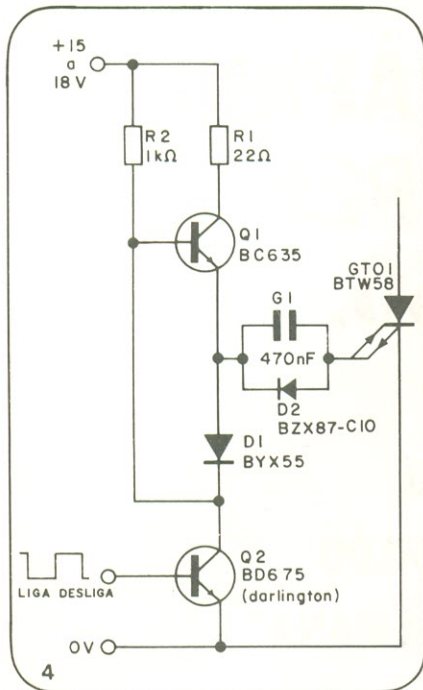 +15
a
18V
R2
1kΩ
R1
22Ω
Q1
BC635
GTO1
BTW58
G1
470nF
D2
BZX87-C10
D1
BYX55
Q2
BD675
(darlington)
LIGA DESLIGA
0V
4